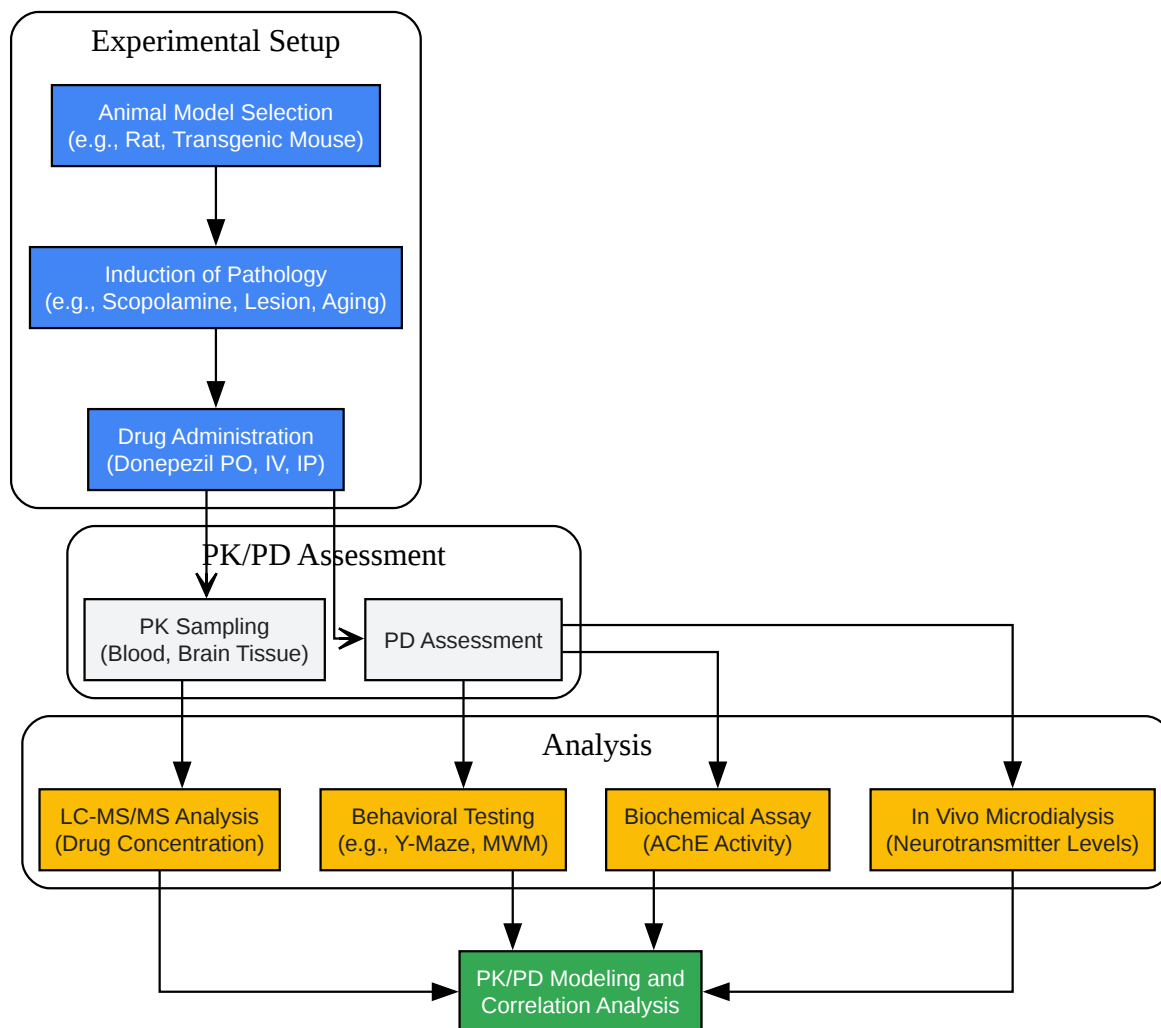 Experimental Setup
Animal Model Selection
(e.g., Rat, Transgenic Mouse)
Induction of Pathology
(e.g., Scopolamine, Lesion, Aging)
Drug Administration
(Donepezil PO, IV, IP)
PK/PD Assessment
PK Sampling
(Blood, Brain Tissue)
PD Assessment
Analysis
LC-MS/MS Analysis
(Drug Concentration)
Behavioral Testing
(e.g., Y-Maze, MWM)
Biochemical Assay
(AChE Activity)
In Vivo Microdialysis
(Neurotransmitter Levels)
PK/PD Modeling and
Correlation Analysis